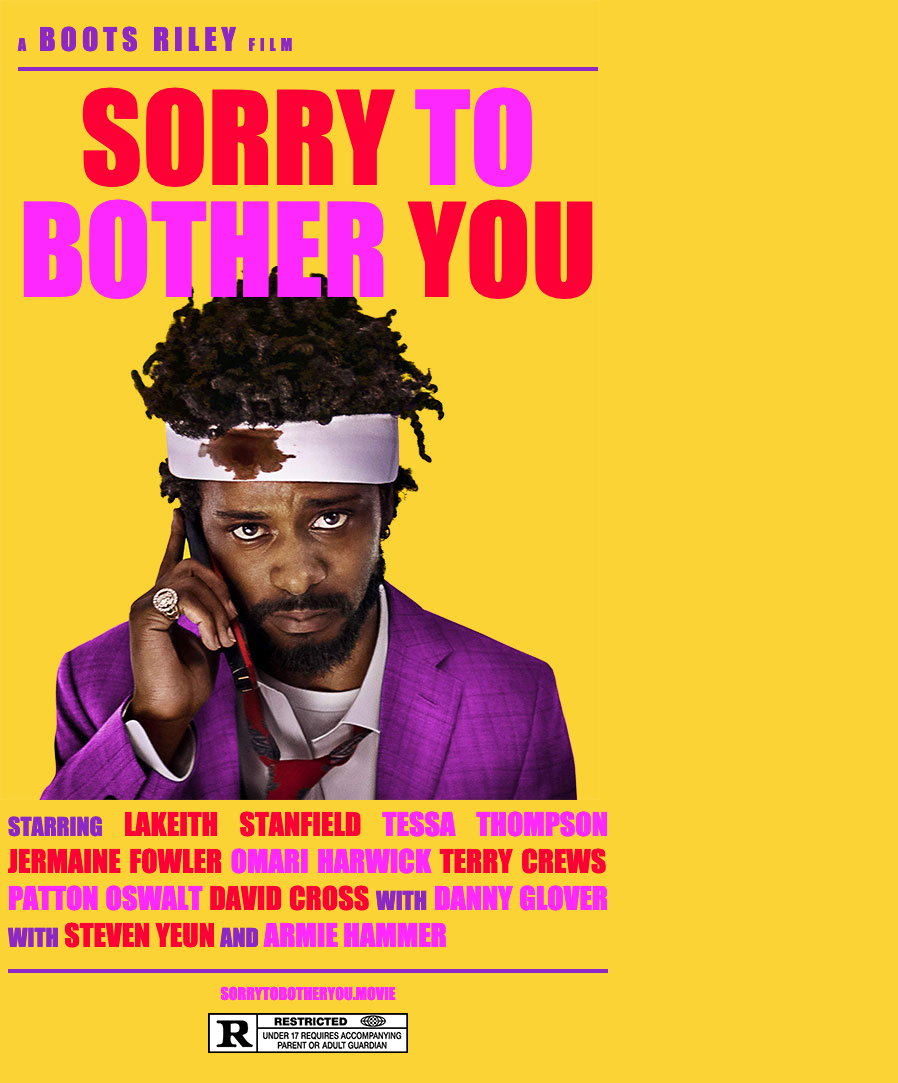 A BOOTS RILEY FILM
SORRY TO
BOTHER YOU
STARRING LAKEITH STANFIELD TESSA THOMPSON
JERMAINE FOWLER OMARI HARWICK TERRY CREWS
PATTON OSWALT DAVID CROSS WITH DANNY GLOVER
WITH STEVEN YEUN AND ARMIE HAMMER
SORRYTOBOTHERYOU.MOVIE
R RESTRICTED
UNDER 17 REQUIRES ACCOMPANYING
PARENT OR ADULT GUARDIAN